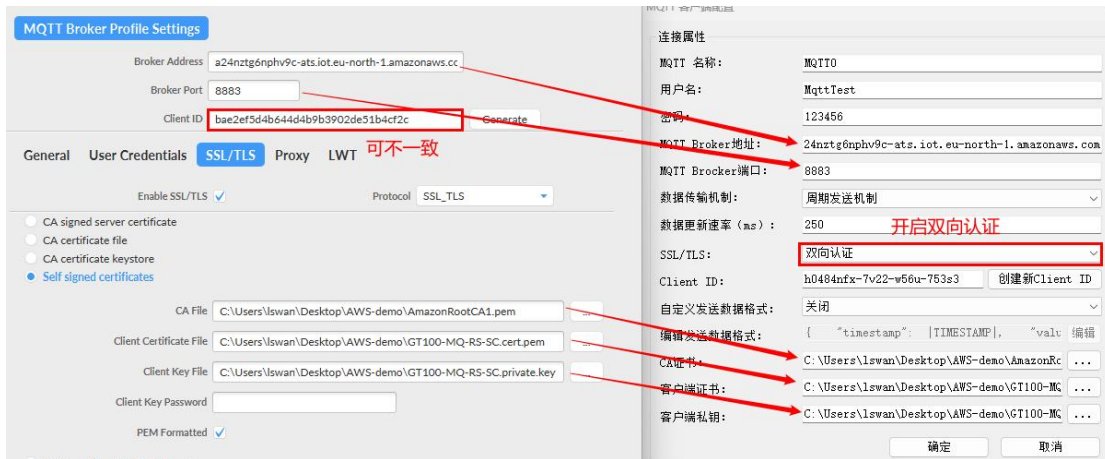 MQTT Broker Profile Settings
Broker Address a24nztg6nphv9c-ats.iot.eu-north-1.amazonaws.cc
Broker Port 8883
Client ID bae2ef5d4b644d4b9b3902de51b4cf2c Generate
可不一致
General User Credentials SSL/TLS Proxy LWT
Enable SSL/TLS Protocol SSL_TLS
CA signed server certificate
CA certificate file
CA certificate keystore
Self signed certificates
CA File C:\Users\lswan\Desktop\AWS-demo\AmazonRootCA1.pem ...
Client Certificate File C:\Users\lswan\Desktop\AWS-demo\GT100-MQ-RS-SC.cert.pem ...
Client Key File C:\Users\lswan\Desktop\AWS-demo\GT100-MQ-RS-SC.private.key ...
Client Key Password
PEM Formatted
MQTT 客户端配置
连接属性
MQTT 名称: MQTT0
用户名: MqttTest
密码: 123456
MQTT Broker地址: 24nztg6nphv9c-ats.iot.eu-north-1.amazonaws.com
MQTT Brocker端口: 8883
数据传输机制: 周期发送机制
数据更新速率(ms): 250
开启双向认证
SSL/TLS: 双向认证
Client ID: h0484nfx-7v22-w56u-753s3 创建新Client ID
自定义发送数据格式: 关闭
编辑发送数据格式: { "timestamp": |TIMESTAMP|, "valu 编辑
CA证书: C:\Users\lswan\Desktop\AWS-demo\AmazonRc ...
客户端证书: C:\Users\lswan\Desktop\AWS-demo\GT100-MQ ...
客户端私钥: C:\Users\lswan\Desktop\AWS-demo\GT100-MQ ...
确定 取消